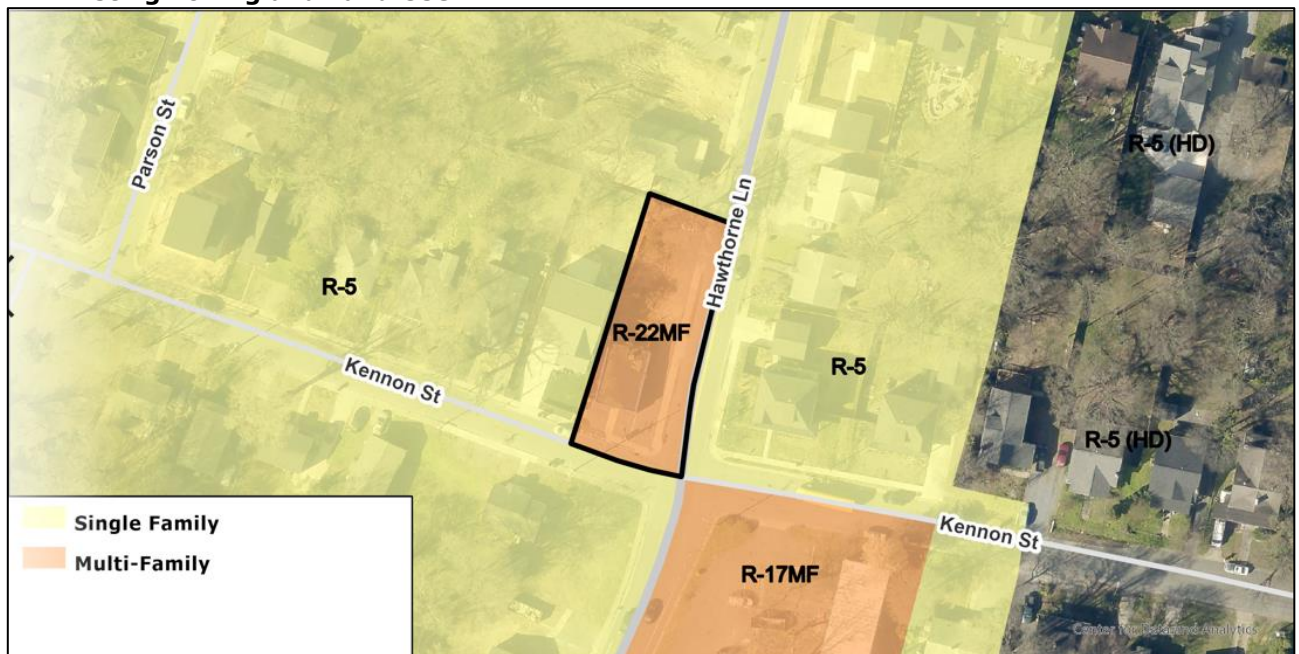 Parson St
Hawthorne Ln
R-5 (HD)
R-5
R-22MF
R-5
Kennon St
R-5 (HD)
Kennon St
R-17MF
Single Family
Multi-Family